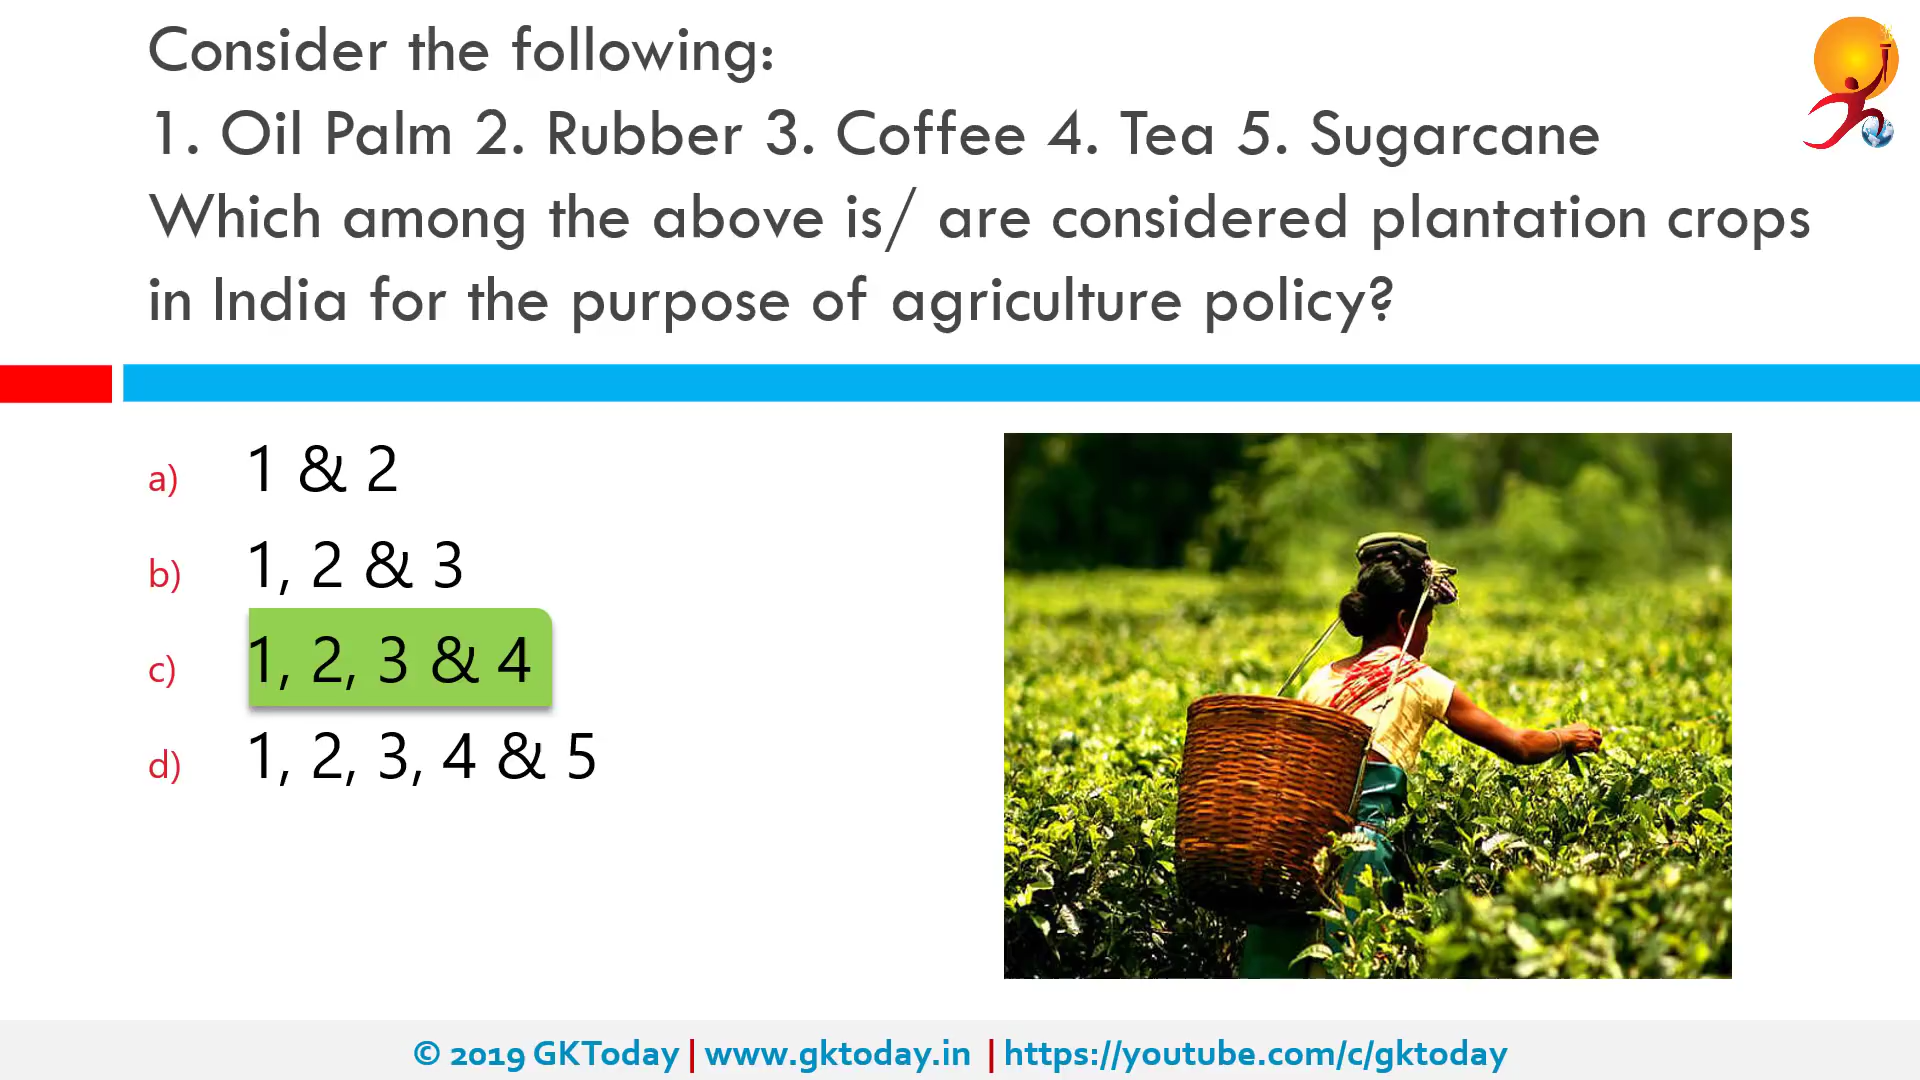 Consider the following:
1. Oil Palm 2. Rubber 3. Coffee 4. Tea 5. Sugarcane
Which among the above is/ are considered plantation crops
in India for the purpose of agriculture policy?
a) 1 & 2
b) 1, 2 & 3
c) 1, 2, 3 & 4
d) 1, 2, 3, 4 & 5
© 2019 GKToday | www.gktoday.in | https://youtube.com/c/gktoday